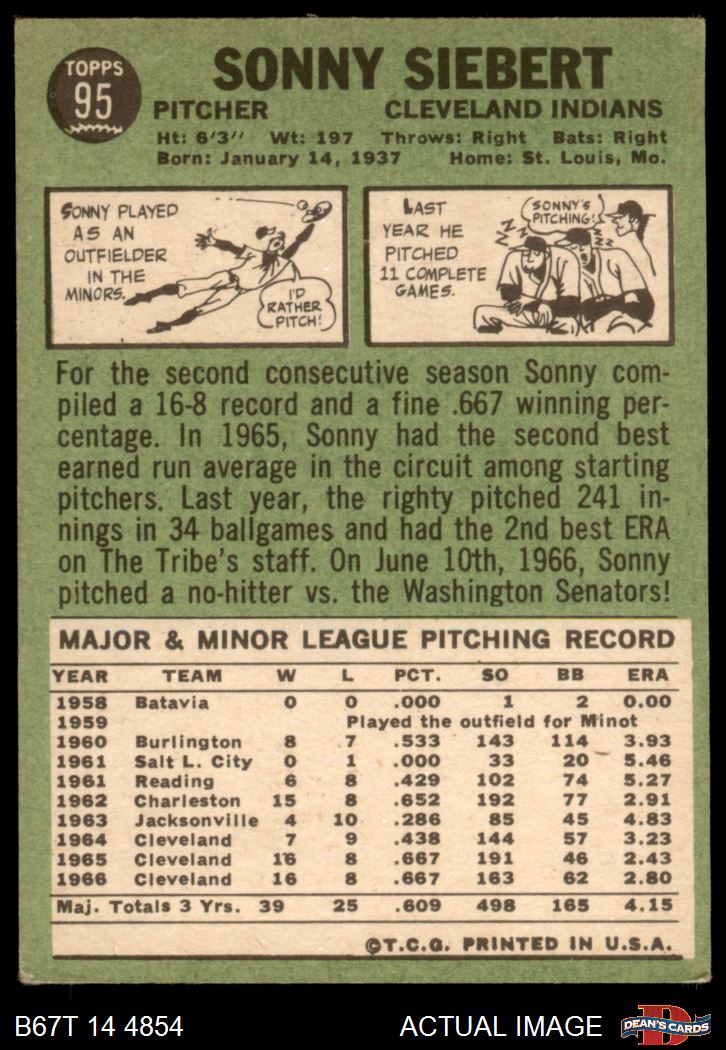 TOPPS
95
SONNY SIEBERT
PITCHER CLEVELAND INDIANS
Ht: 6'3" Wt: 197 Throws: Right Bats: Right
Born: January 14, 1937 Home: St. Louis, Mo.
SONNY PLAYED
AS AN
OUTFIELDER
IN THE
MINORS.
I'D
RATHER
PITCH!
LAST
YEAR HE
PITCHED
11 COMPLETE
GAMES.
SONNY'S
PITCHING!
Z Z Z
Z Z Z
For the second consecutive season Sonny com-
piled a 16-8 record and a fine .667 winning per-
centage. In 1965, Sonny had the second best
earned run average in the circuit among starting
pitchers. Last year, the righty pitched 241 in-
nings in 34 ballgames and had the 2nd best ERA
on The Tribe's staff. On June 10th, 1966, Sonny
pitched a no-hitter vs. the Washington Senators!
MAJOR & MINOR LEAGUE PITCHING RECORD
YEAR TEAM W L PCT. SO BB ERA
1958 Batavia 0 0 .000 1 2 0.00
1959 Played the outfield for Minot
1960 Burlington 8 7 .533 143 114 3.93
1961 Salt L. City 0 1 .000 33 20 5.46
1961 Reading 6 8 .429 102 74 5.27
1962 Charleston 15 8 .652 192 77 2.91
1963 Jacksonville 4 10 .286 85 45 4.83
1964 Cleveland 7 9 .438 144 57 3.23
1965 Cleveland 16 8 .667 191 46 2.43
1966 Cleveland 16 8 .667 163 62 2.80
Maj. Totals 3 Yrs. 39 25 .609 498 165 4.15
©T.C.G. PRINTED IN U.S.A.
B67T 14 4854 ACTUAL IMAGE
D
DEAN'S CARDS